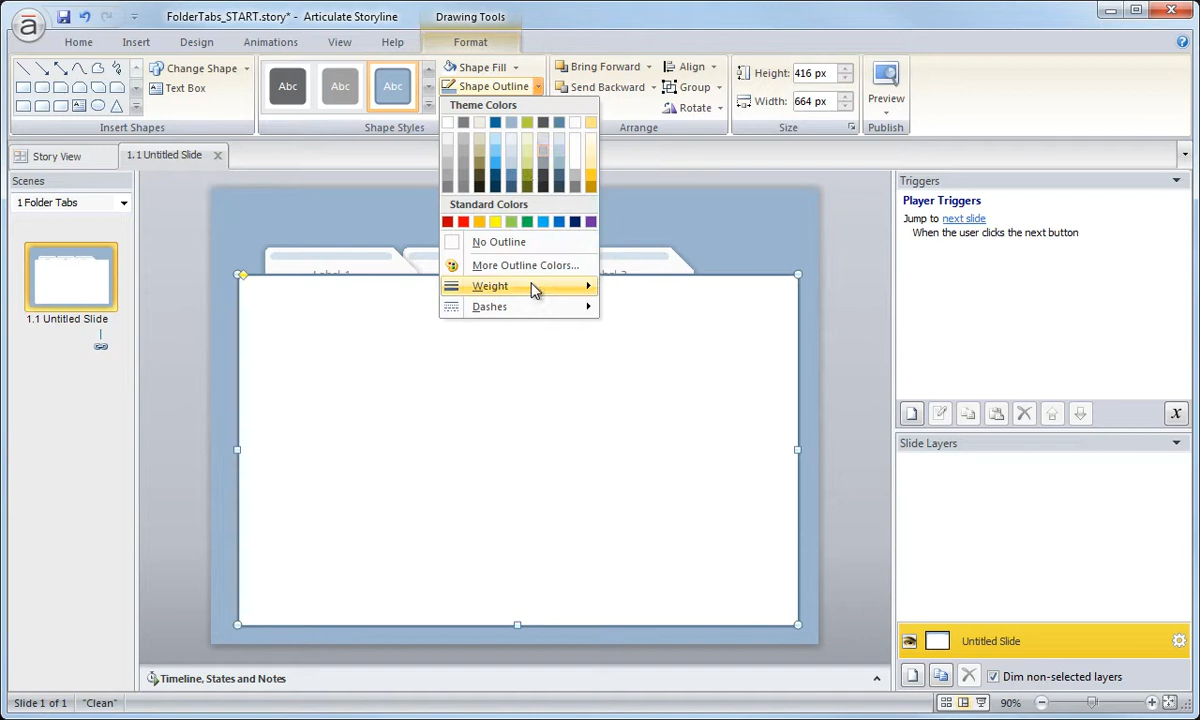 FolderTabs_START.story* - Articulate Storyline
Drawing Tools
Home
Insert
Design
Animations
View
Help
Format
Change Shape
Text Box
Insert Shapes
Abc
Abc
Abc
Shape Styles
Shape Fill
Shape Outline
Bring Forward
Send Backward
Align
Group
Rotate
Arrange
Height: 416 px
Width: 664 px
Size
Preview
Publish
Theme Colors
Standard Colors
No Outline
More Outline Colors...
Weight
Dashes
Story View
1.1 Untitled Slide
Scenes
1 Folder Tabs
1.1 Untitled Slide
Label 1
Triggers
Player Triggers
Jump to next slide
When the user clicks the next button
x
Slide Layers
Untitled Slide
Dim non-selected layers
Timeline, States and Notes
Slide 1 of 1
"Clean"
90%